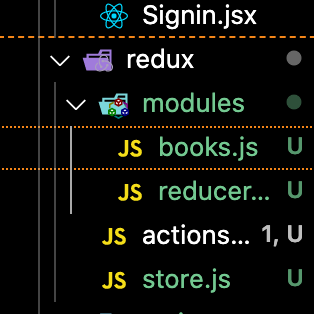 Signin.jsx
redux
modules
JS books.js U
JS reducer... U
JS actions... 1, U
JS store.js U